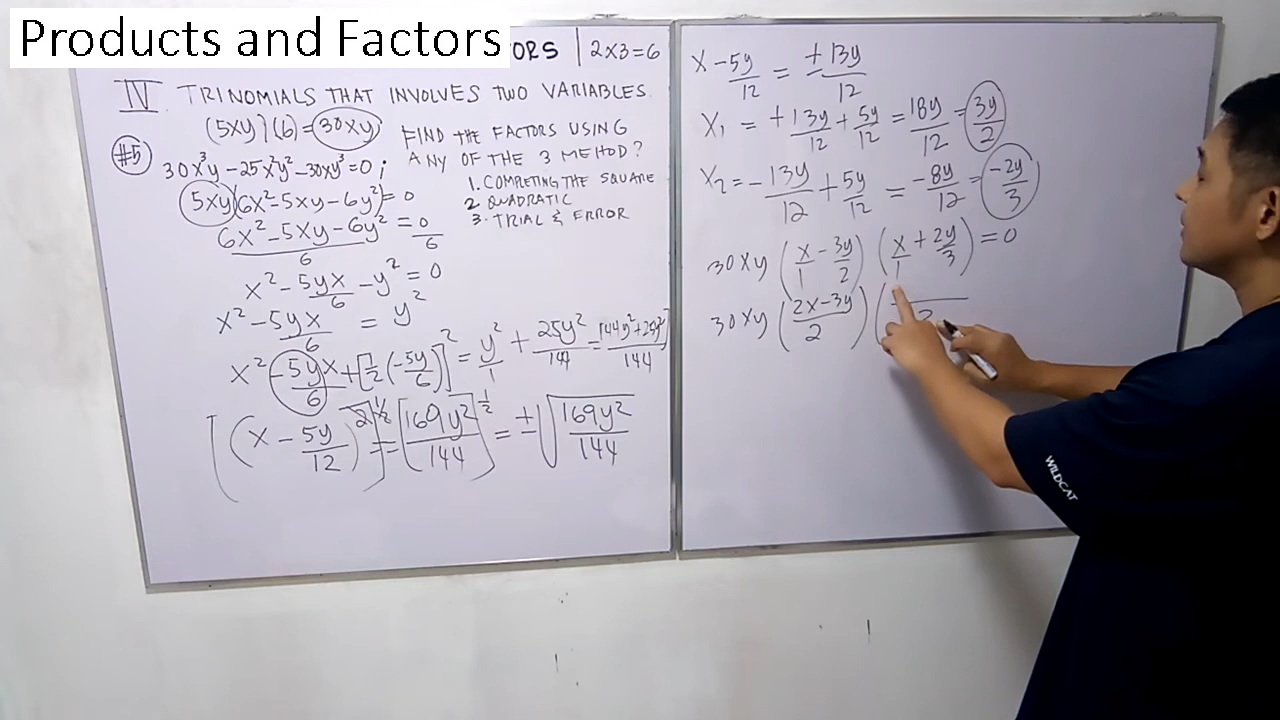 Products and Factors
ORS | 2x3=6
IV TRINOMIALS THAT INVOLVES TWO VARIABLES.
(5xy)(6) = 30xy
#5
30x³y - 25x²y² - 30xy³ = 0;
5xy(6x² - 5xy - 6y²) = 0
6x² - 5xy - 6y² / 6 = 0/6
x² - 5yx/6 - y² = 0
x² - 5yx/6 = y²
x² - 5yx/6 + [1/2(-5y/6)]² = y²/1 + 25y²/144 = 144y² + 25y²/144
[(x - 5y/12)²]^1/2 = [169y²/144]^1/2 = ±√169y²/144
FIND THE FACTORS USING
ANY OF THE 3 METHOD?
1. COMPLETING THE SQUARE
2 QUADRATIC
3. TRIAL & ERROR
x - 5y/12 = ±13y/12
x₁ = +13y/12 + 5y/12 = 18y/12 = 3y/2
x₂ = -13y/12 + 5y/12 = -8y/12 = -2y/3
30xy (x/1 - 3y/2) (x/1 + 2y/3) = 0
30xy (2x - 3y/2) (
WILDCAT